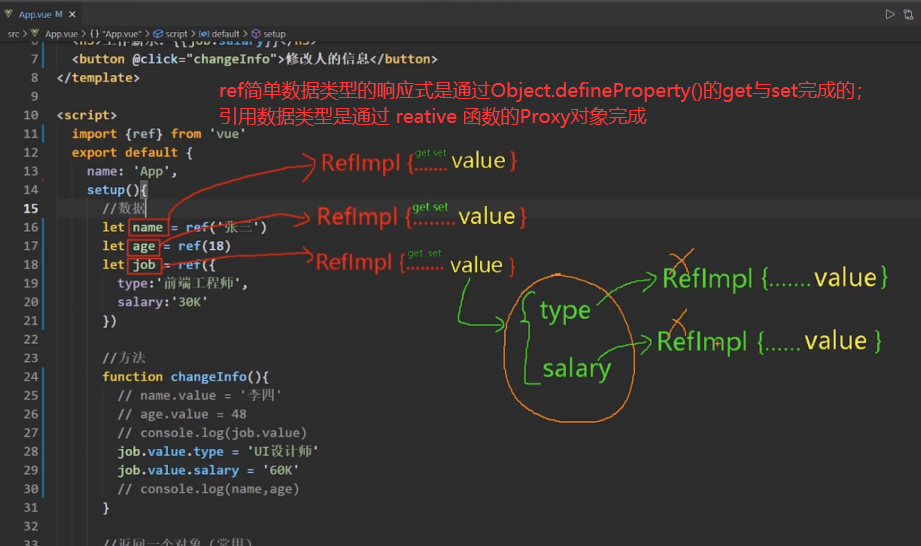 App.vue M ×
src > App.vue > {} "App.vue" > script > default > setup
6 <h3>工作薪水：{{job.salary}}</h3>
7 <button @click="changeInfo">修改人的信息</button>
8 </template>
9
ref简单数据类型的响应式是通过Object.defineProperty()的get与set完成的；
引用数据类型是通过 reative 函数的Proxy对象完成
10 <script>
11 import {ref} from 'vue'
12 export default {
13 name: 'App',
14 setup(){
15 //数据
16 let name = ref('张三')
17 let age = ref(18)
18 let job = ref({
19 type:'前端工程师',
20 salary:'30K'
21 })
22
23 //方法
24 function changeInfo(){
25 // name.value = '李四'
26 // age.value = 48
27 // console.log(job.value)
28 job.value.type = 'UI设计师'
29 job.value.salary = '60K'
30 // console.log(name,age)
31 }
32
33 //返回一个对象（常用）
get set
RefImpl {....... value }
get set
RefImpl {........ value }
get set
RefImpl {........ value }
type
RefImpl {....... value }
salary
RefImpl {...... value }